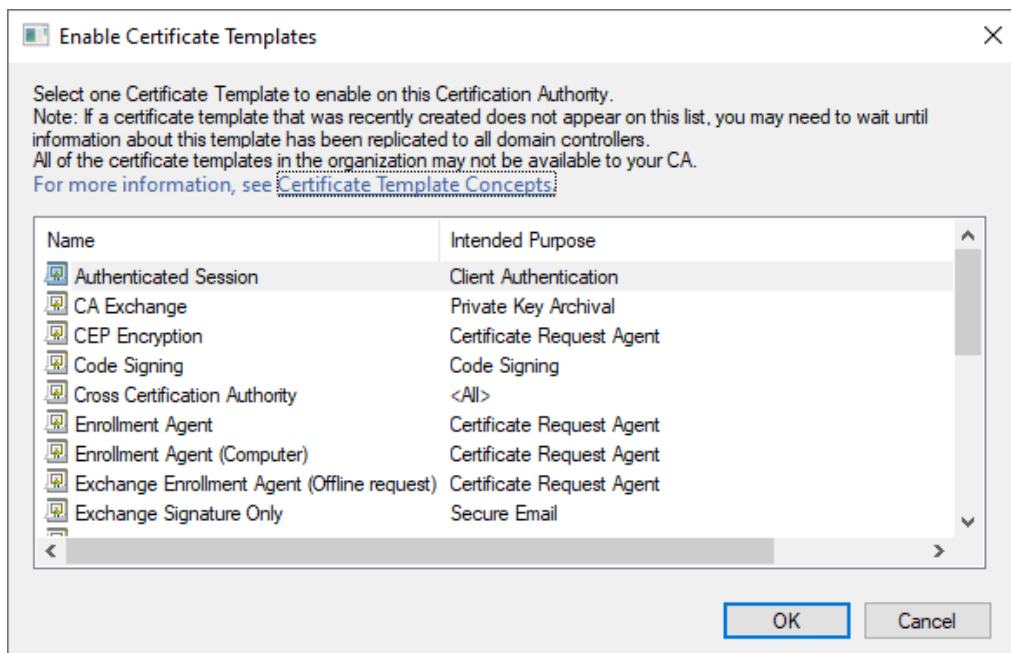 Enable Certificate Templates
Select one Certificate Template to enable on this Certification Authority.
Note: If a certificate template that was recently created does not appear on this list, you may need to wait until
information about this template has been replicated to all domain controllers.
All of the certificate templates in the organization may not be available to your CA.
For more information, see Certificate Template Concepts.
Name Intended Purpose
Authenticated Session Client Authentication
CA Exchange Private Key Archival
CEP Encryption Certificate Request Agent
Code Signing Code Signing
Cross Certification Authority <All>
Enrollment Agent Certificate Request Agent
Enrollment Agent (Computer) Certificate Request Agent
Exchange Enrollment Agent (Offline request) Certificate Request Agent
Exchange Signature Only Secure Email
OK Cancel